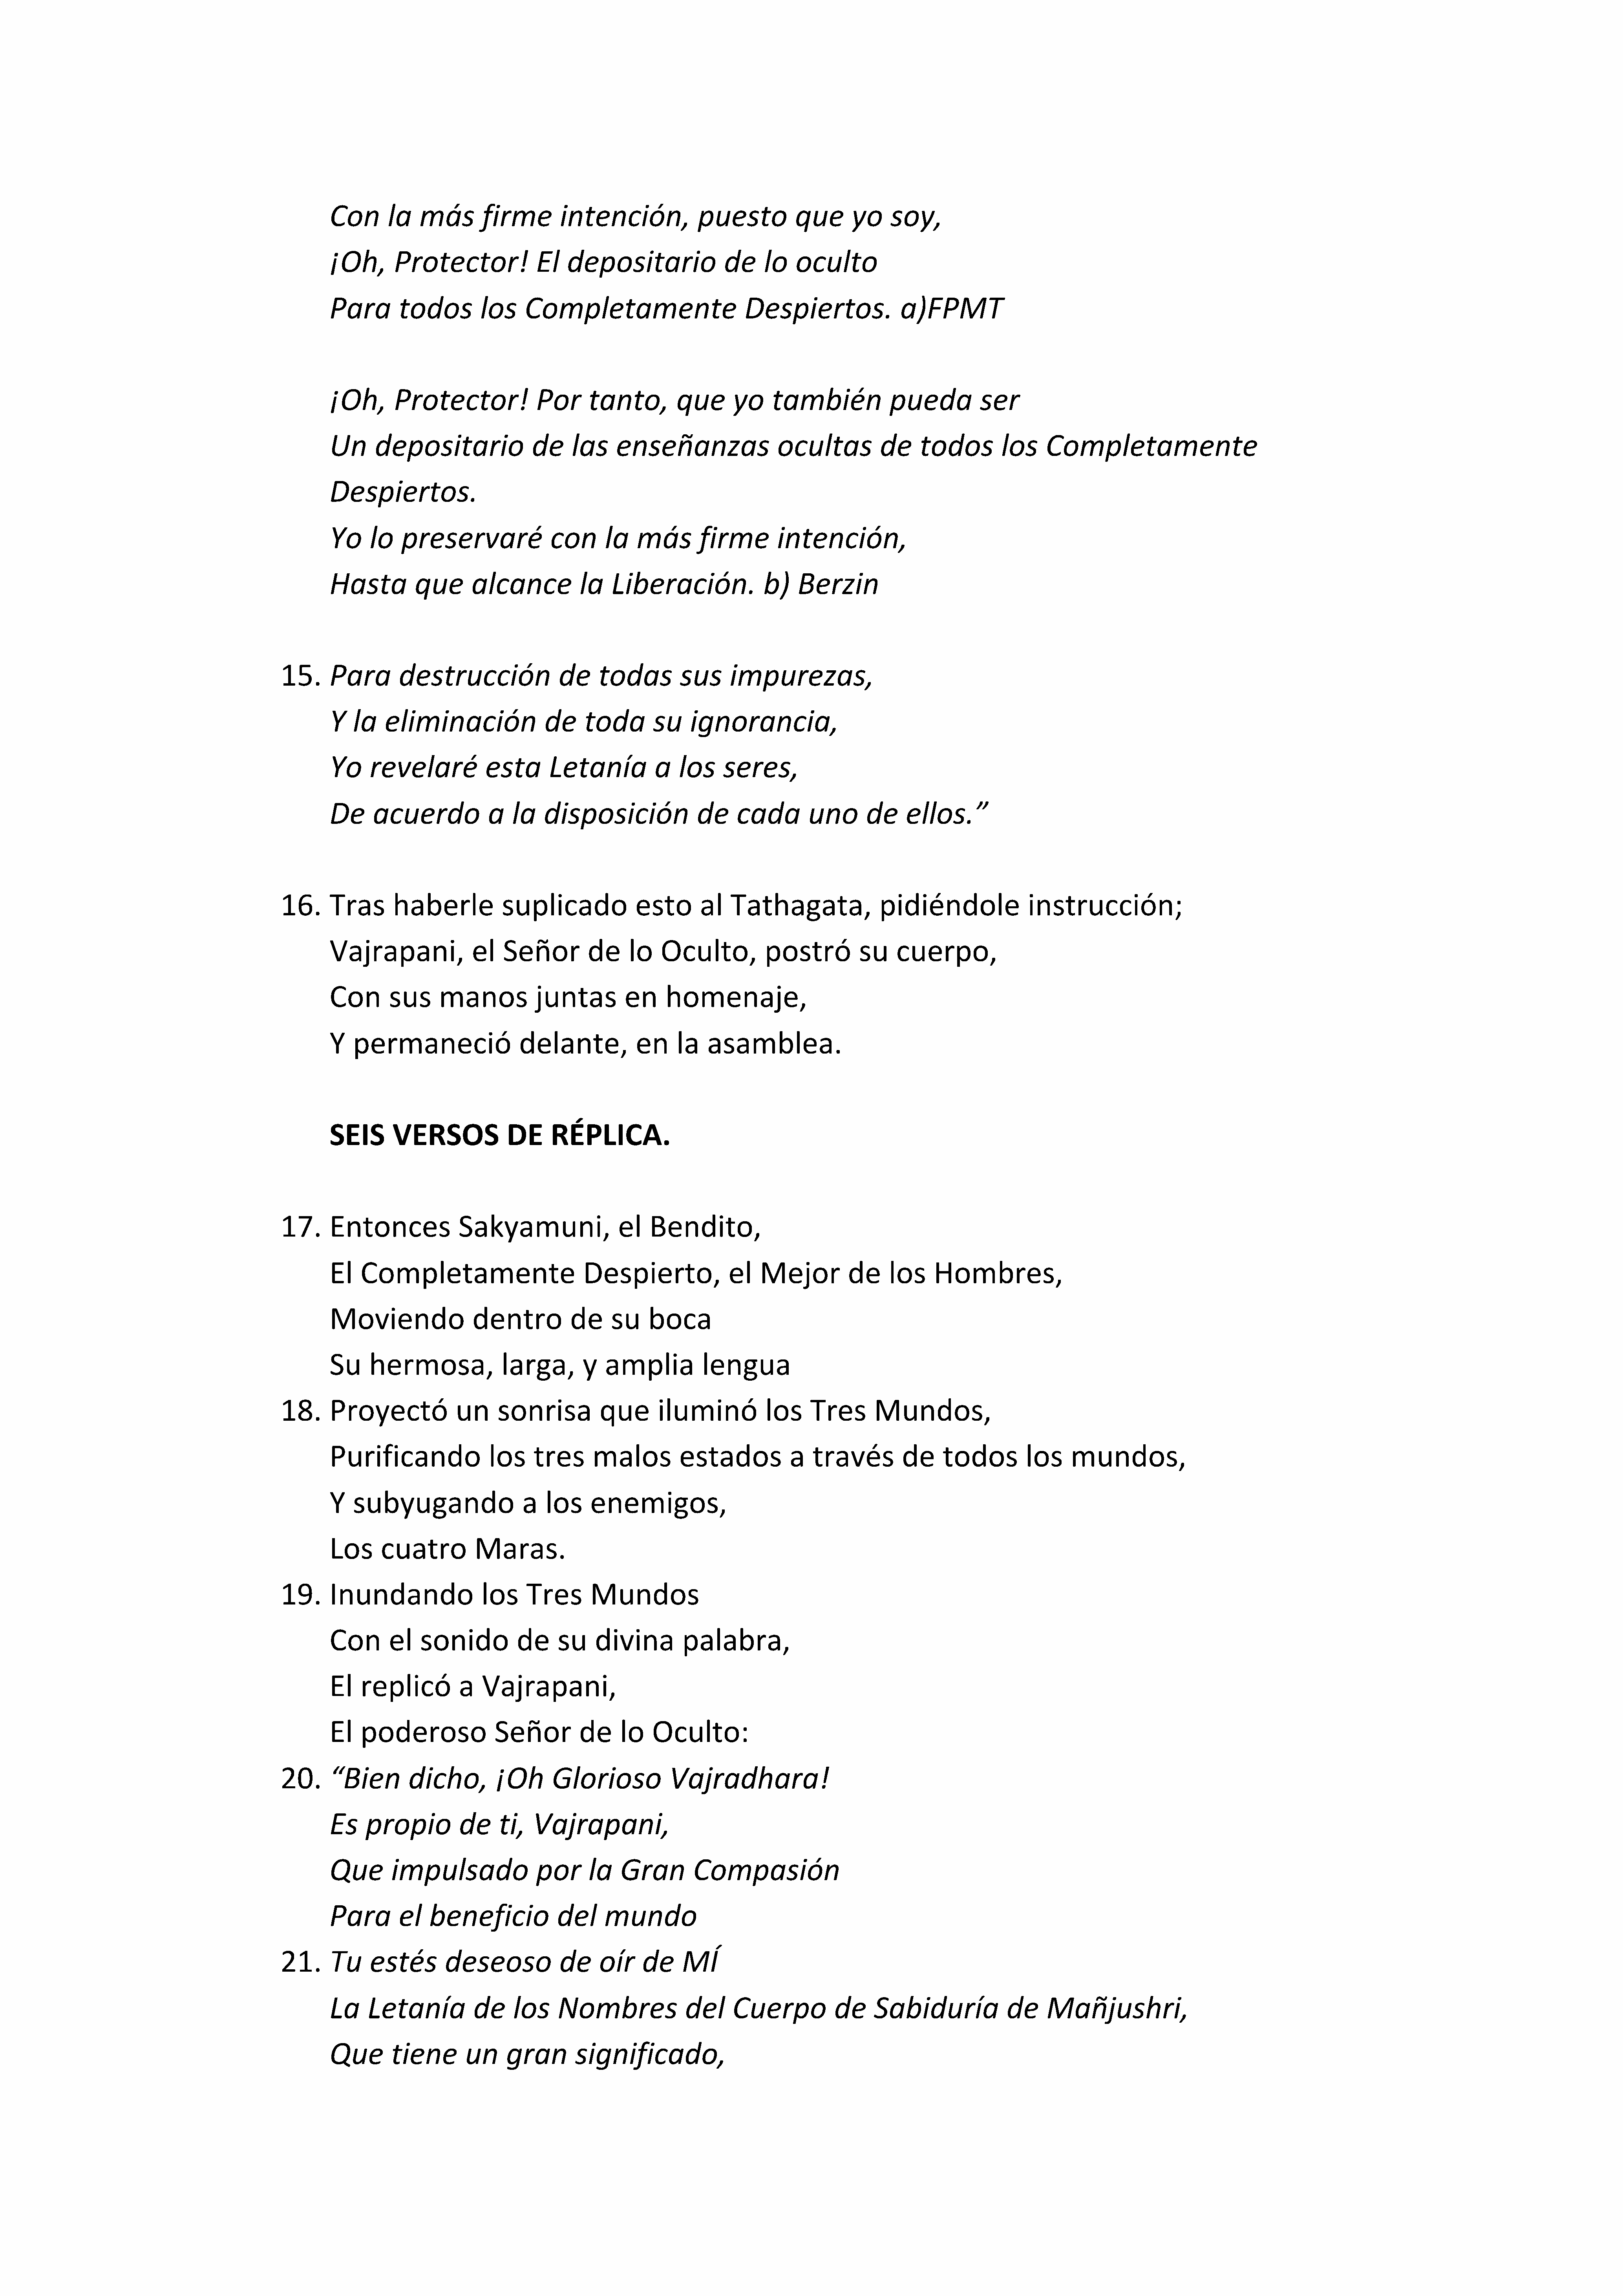 Con la más firme intención, puesto que yo soy,
¡Oh, Protector! El depositario de lo oculto
Para todos los Completamente Despiertos. a)FPMT
¡Oh, Protector! Por tanto, que yo también pueda ser
Un depositario de las enseñanzas ocultas de todos los Completamente
Despiertos.
Yo lo preservaré con la más firme intención,
Hasta que alcance la Liberación. b) Berzin
15. Para destrucción de todas sus impurezas,
Y la eliminación de toda su ignorancia,
Yo revelaré esta Letanía a los seres,
De acuerdo a la disposición de cada uno de ellos.”
16. Tras haberle suplicado esto al Tathagata, pidiéndole instrucción;
Vajrapani, el Señor de lo Oculto, postró su cuerpo,
Con sus manos juntas en homenaje,
Y permaneció delante, en la asamblea.
SEIS VERSOS DE RÉPLICA.
17. Entonces Sakyamuni, el Bendito,
El Completamente Despierto, el Mejor de los Hombres,
Moviendo dentro de su boca
Su hermosa, larga, y amplia lengua
18. Proyectó un sonrisa que iluminó los Tres Mundos,
Purificando los tres malos estados a través de todos los mundos,
Y subyugando a los enemigos,
Los cuatro Maras.
19. Inundando los Tres Mundos
Con el sonido de su divina palabra,
El replicó a Vajrapani,
El poderoso Señor de lo Oculto:
20. “Bien dicho, ¡Oh Glorioso Vajradhara!
Es propio de ti, Vajrapani,
Que impulsado por la Gran Compasión
Para el beneficio del mundo
21. Tu estés deseoso de oír de MÍ
La Letanía de los Nombres del Cuerpo de Sabiduría de Mañjushri,
Que tiene un gran significado,